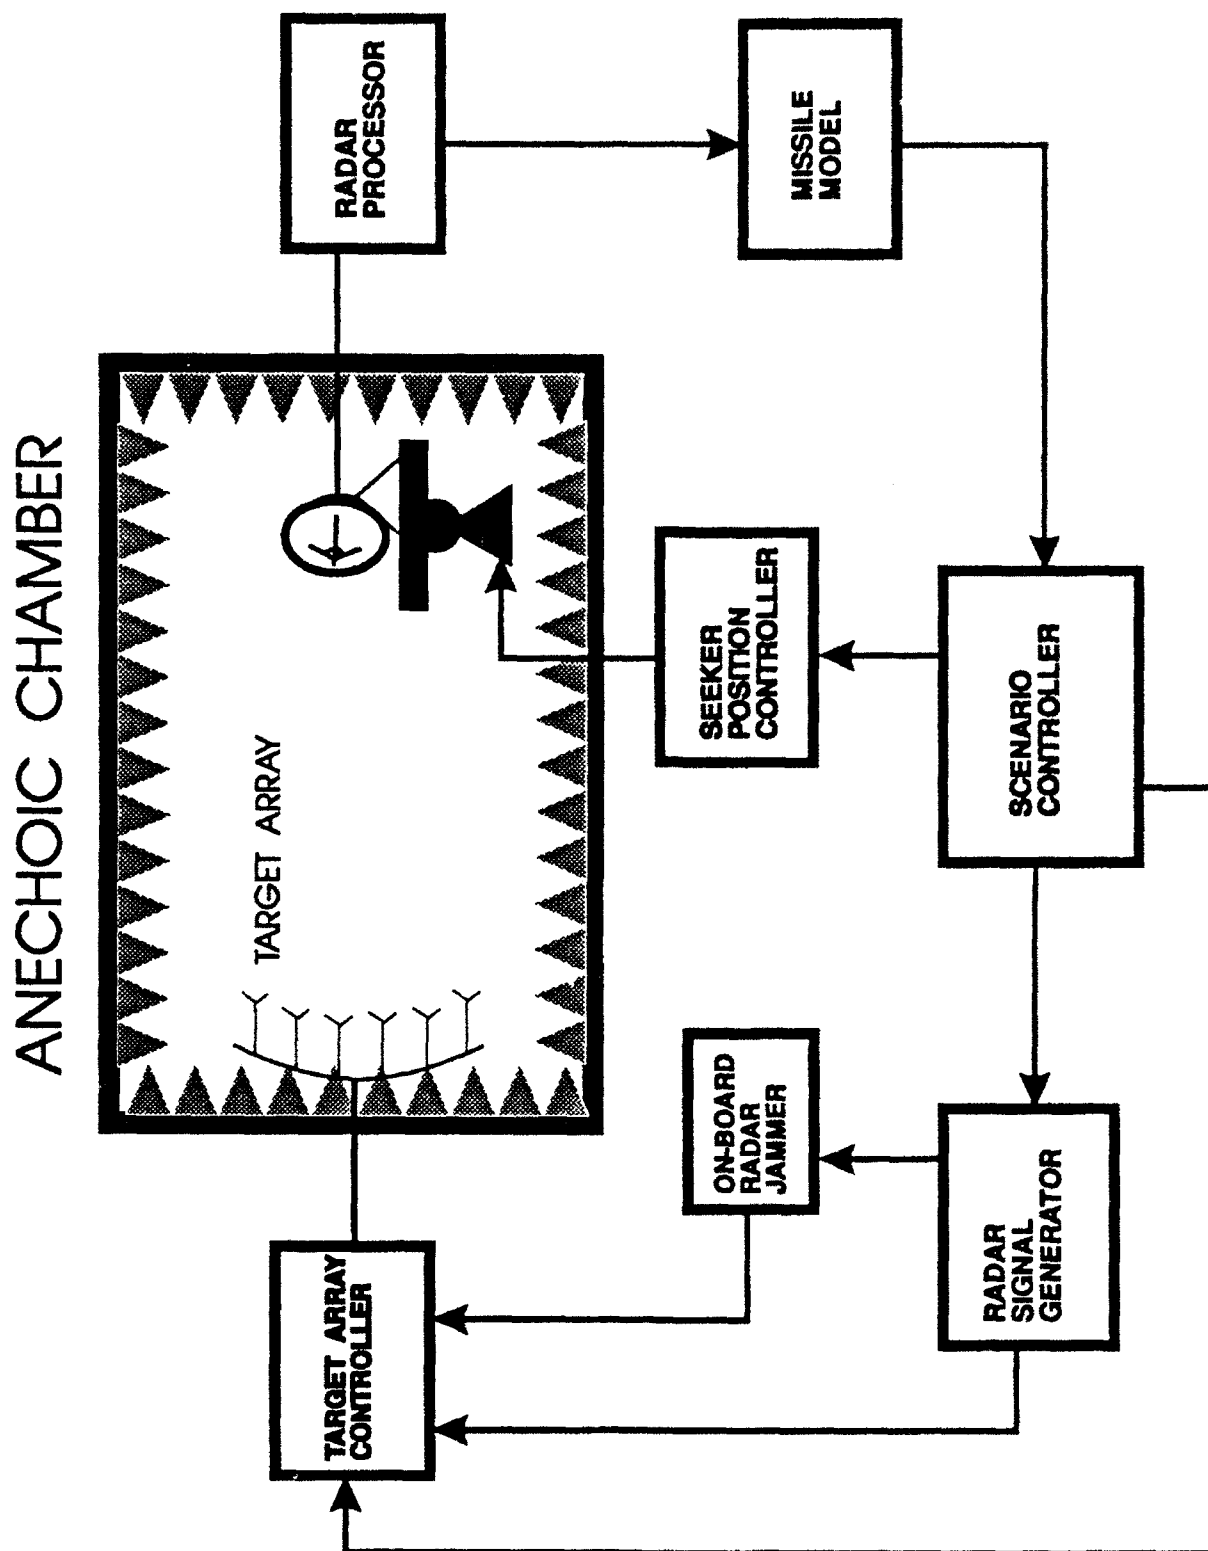 ANECHOIC CHAMBER
TARGET ARRAY
CONTROLLER
TARGET ARRAY
RADAR
PROCESSOR
ON-BOARD
RADAR
JAMMER
SEEKER
POSITION
CONTROLLER
MISSILE
MODEL
RADAR
SIGNAL
GENERATOR
SCENARIO
CONTROLLER